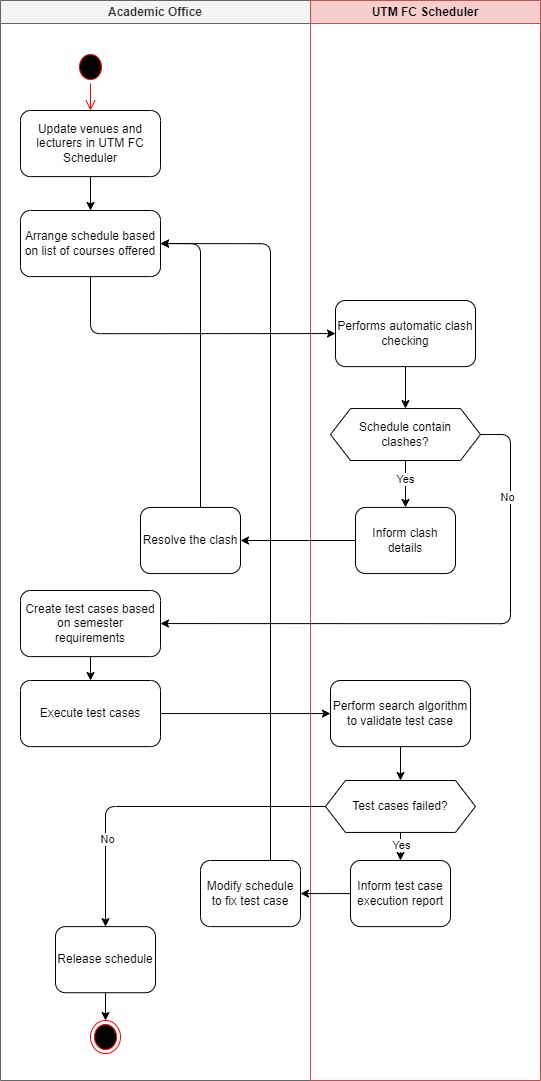 Academic Office
UTM FC Scheduler
Update venues and
lecturers in UTM FC
Scheduler
Arrange schedule based
on list of courses offered
Performs automatic clash
checking
Schedule contain
clashes?
Yes
No
Inform clash
details
Resolve the clash
Create test cases based
on semester
requirements
Execute test cases
Perform search algorithm
to validate test case
Test cases failed?
No
Yes
Inform test case
execution report
Modify schedule
to fix test case
Release schedule